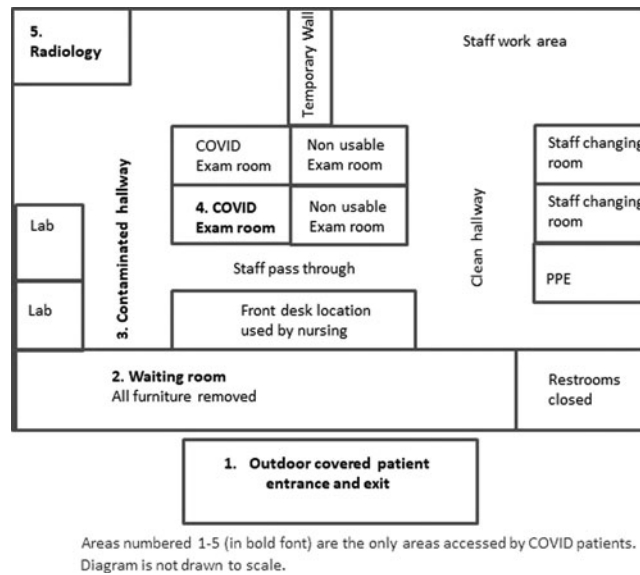 5.
Radiology
Temporary Wall
Staff work area
COVID
Exam room
Non usable
Exam room
Staff changing
room
4. COVID
Exam room
Non usable
Exam room
Staff changing
room
Lab
3. Contaminated hallway
Staff pass through
Clean hallway
PPE
Lab
Front desk location
used by nursing
2. Waiting room
All furniture removed
Restrooms
closed
1. Outdoor covered patient
entrance and exit
Areas numbered 1-5 (in bold font) are the only areas accessed by COVID patients.
Diagram is not drawn to scale.